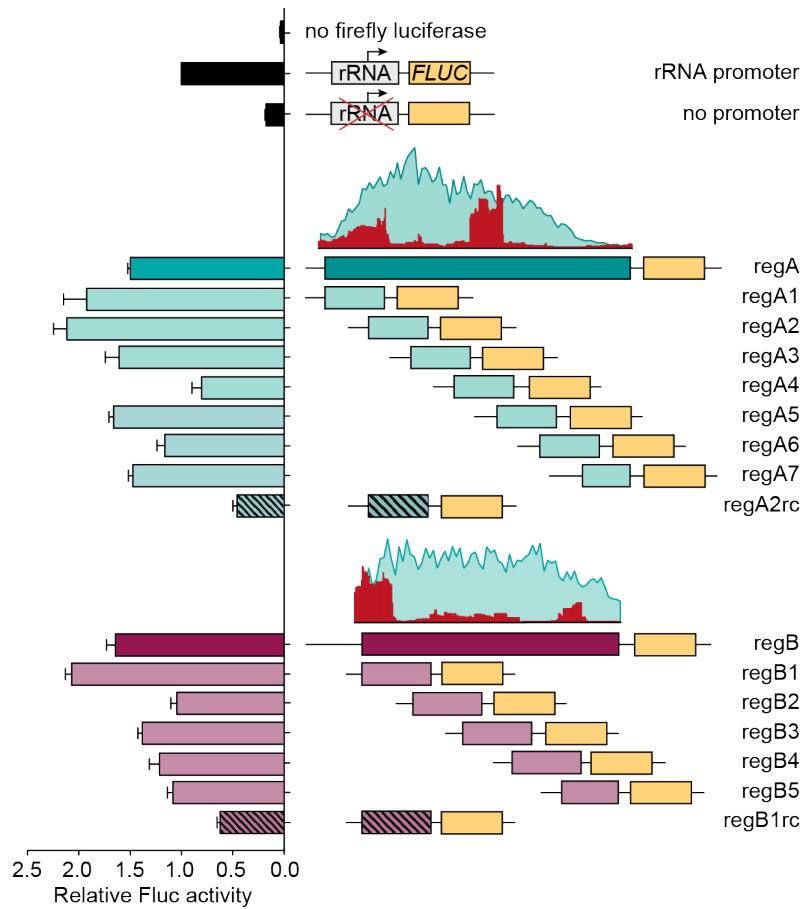 no firefly luciferase
rRNA FLUC rRNA promoter
rRNA no promoter
regA
regA1
regA2
regA3
regA4
regA5
regA6
regA7
regA2rc
regB
regB1
regB2
regB3
regB4
regB5
regB1rc
2.5 2.0 1.5 1.0 0.5 0.0
Relative Fluc activity